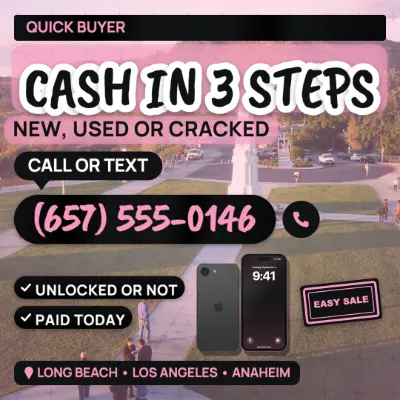 QUICK BUYER
CASH IN 3 STEPS
NEW, USED OR CRACKED
CALL OR TEXT
(657) 555-0146
✓ UNLOCKED OR NOT
✓ PAID TODAY
9:41
EASY SALE
LONG BEACH • LOS ANGELES • ANAHEIM